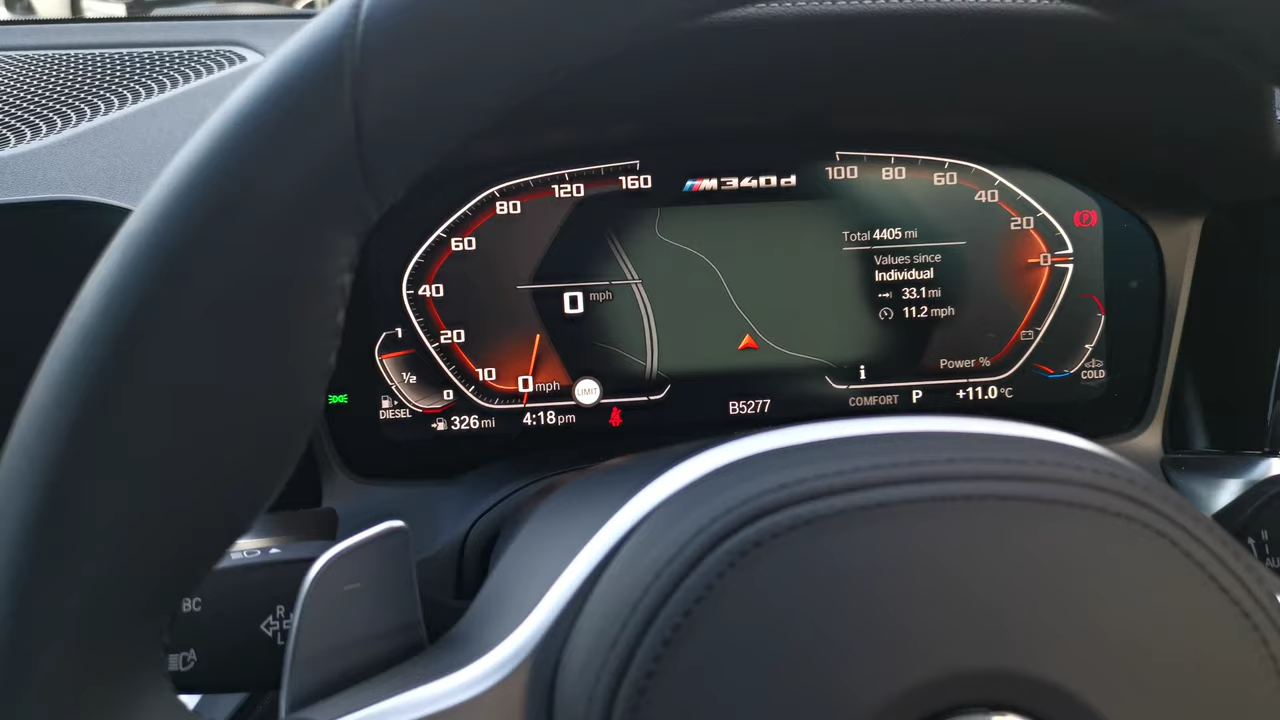 160
120
80
60
40
20
10
0 mph
0 mph
M340d
100
80
60
40
20
0
Total 4405 mi
Values since
Individual
33.1 mi
11.2 mph
Power %
1
1/2
0
DIESEL
326 mi
4:18 pm
LIMIT
B5277
i
COMFORT P +11.0 °C
COLD
P
BC
R
L
A
AU